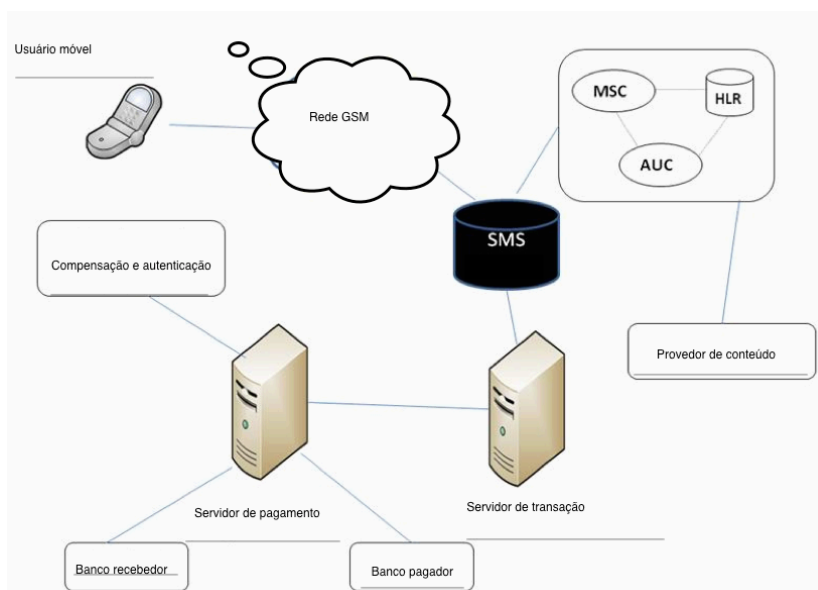 Usuário móvel
Rede GSM
MSC
HLR
AUC
SMS
Compensação e autenticação
Provedor de conteúdo
Servidor de pagamento
Servidor de transação
Banco recebedor
Banco pagador